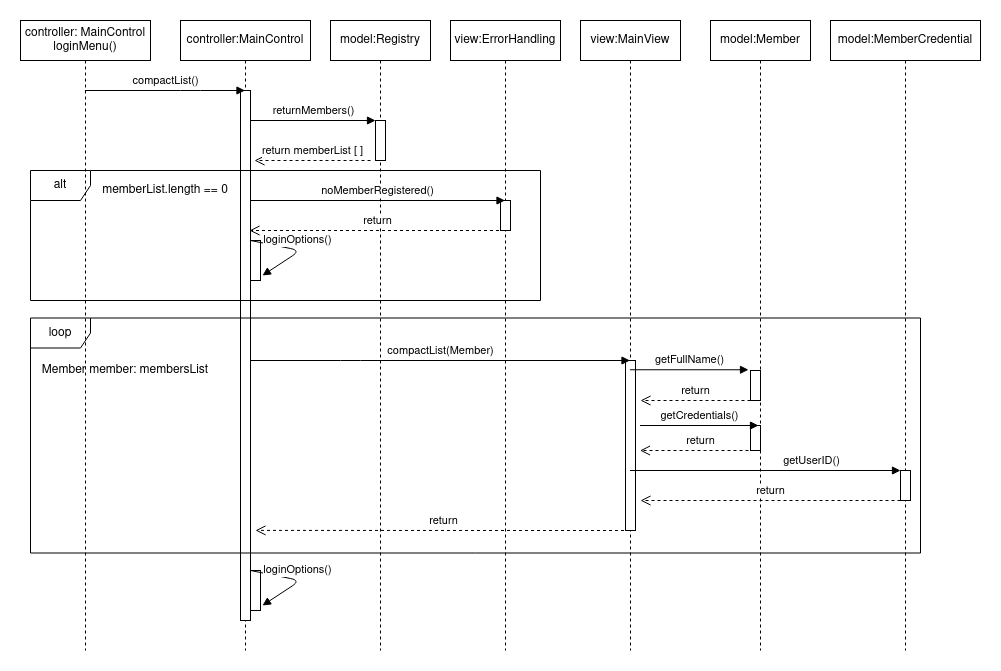 controller: MainControl
loginMenu()
controller:MainControl
model:Registry
view:ErrorHandling
view:MainView
model:Member
model:MemberCredential
compactList()
returnMembers()
return memberList [ ]
alt
memberList.length == 0
noMemberRegistered()
return
loginOptions()
loop
Member member: membersList
compactList(Member)
getFullName()
return
getCredentials()
return
getUserID()
return
return
loginOptions()